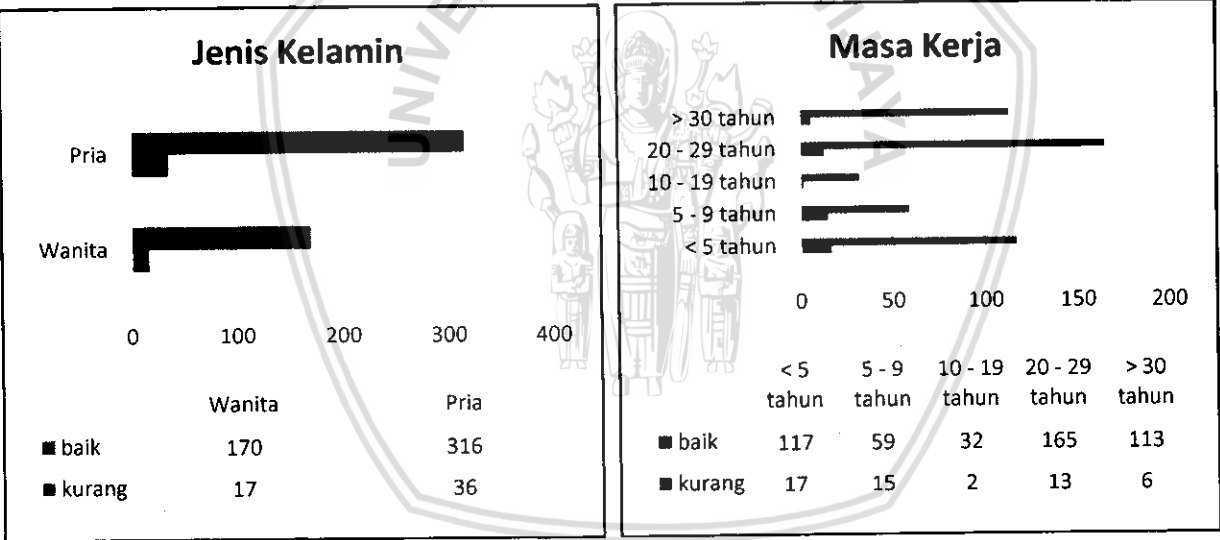 Jenis Kelamin
Pria
Wanita
0 100 200 300 400
Wanita Pria
baik 170 316
kurang 17 36
Masa Kerja
> 30 tahun
20 - 29 tahun
10 - 19 tahun
5 - 9 tahun
< 5 tahun
0 50 100 150 200
< 5 5 - 9 10 - 19 20 - 29 > 30
tahun tahun tahun tahun tahun
baik 117 59 32 165 113
kurang 17 15 2 13 6